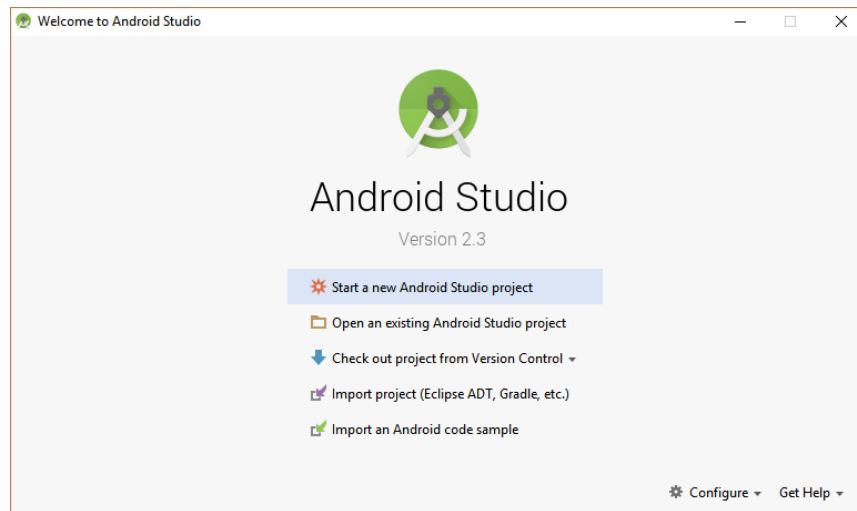 Welcome to Android Studio
Android Studio
Version 2.3
Start a new Android Studio project
Open an existing Android Studio project
Check out project from Version Control
Import project (Eclipse ADT, Gradle, etc.)
Import an Android code sample
Configure Get Help